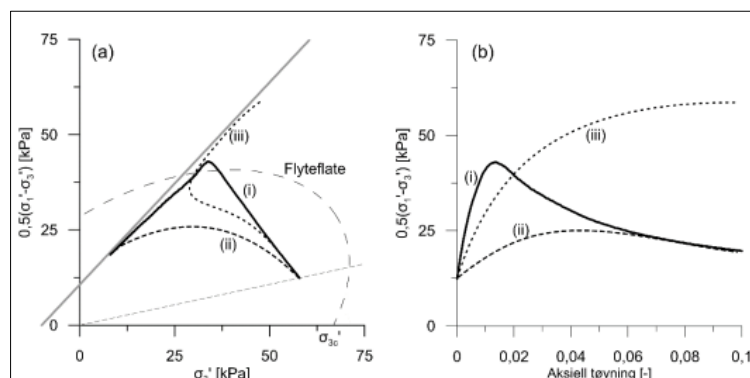 (a)
(b)
75
50
25
0
0.5(σ₁'-σ₃') [kPa]
(iii)
Flyteflate
(i)
(ii)
σ₃c'
0 25 50 75
σ₃' [kPa]
75
50
25
0
0.5(σ₁'-σ₃') [kPa]
(iii)
(i)
(ii)
0 0,02 0,04 0,06 0,08 0,1
Aksiell tøyning [-]